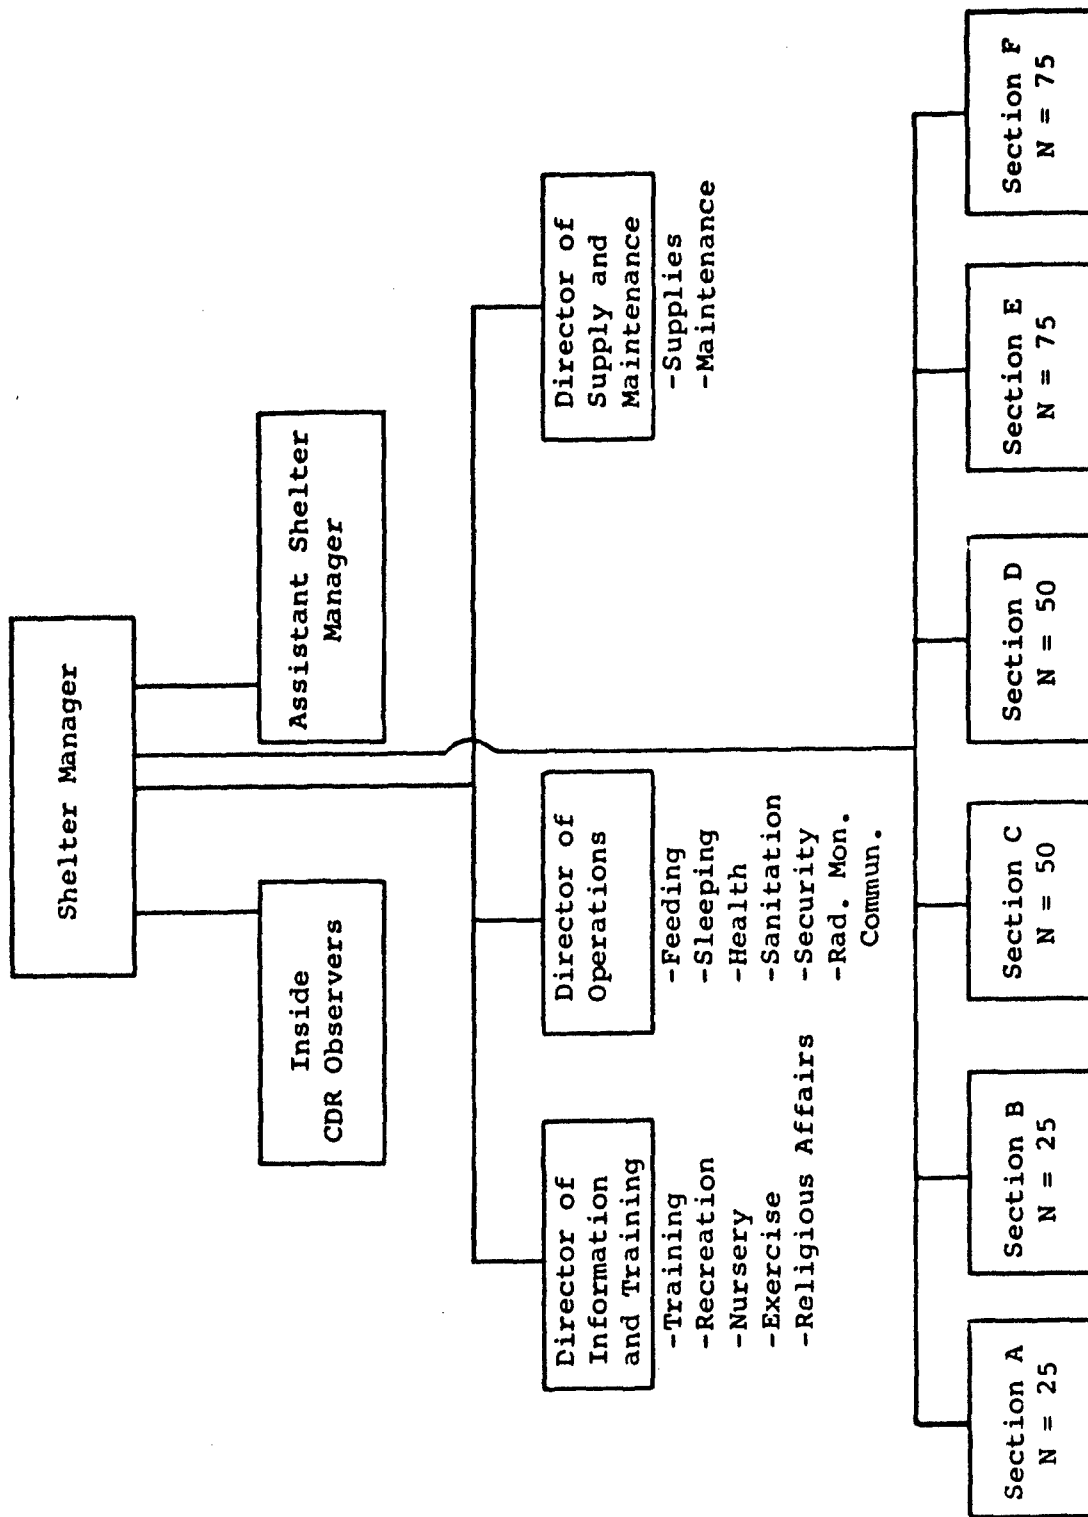 Shelter Manager
Inside
CDR Observers
Assistant Shelter
Manager
Director of
Information
and Training
-Training
-Recreation
-Nursery
-Exercise
-Religious Affairs
Director of
Operations
-Feeding
-Sleeping
-Health
-Sanitation
-Security
-Rad. Mon.
Commun.
Director of
Supply and
Maintenance
-Supplies
-Maintenance
Section A
N = 25
Section B
N = 25
Section C
N = 50
Section D
N = 50
Section E
N = 75
Section F
N = 75